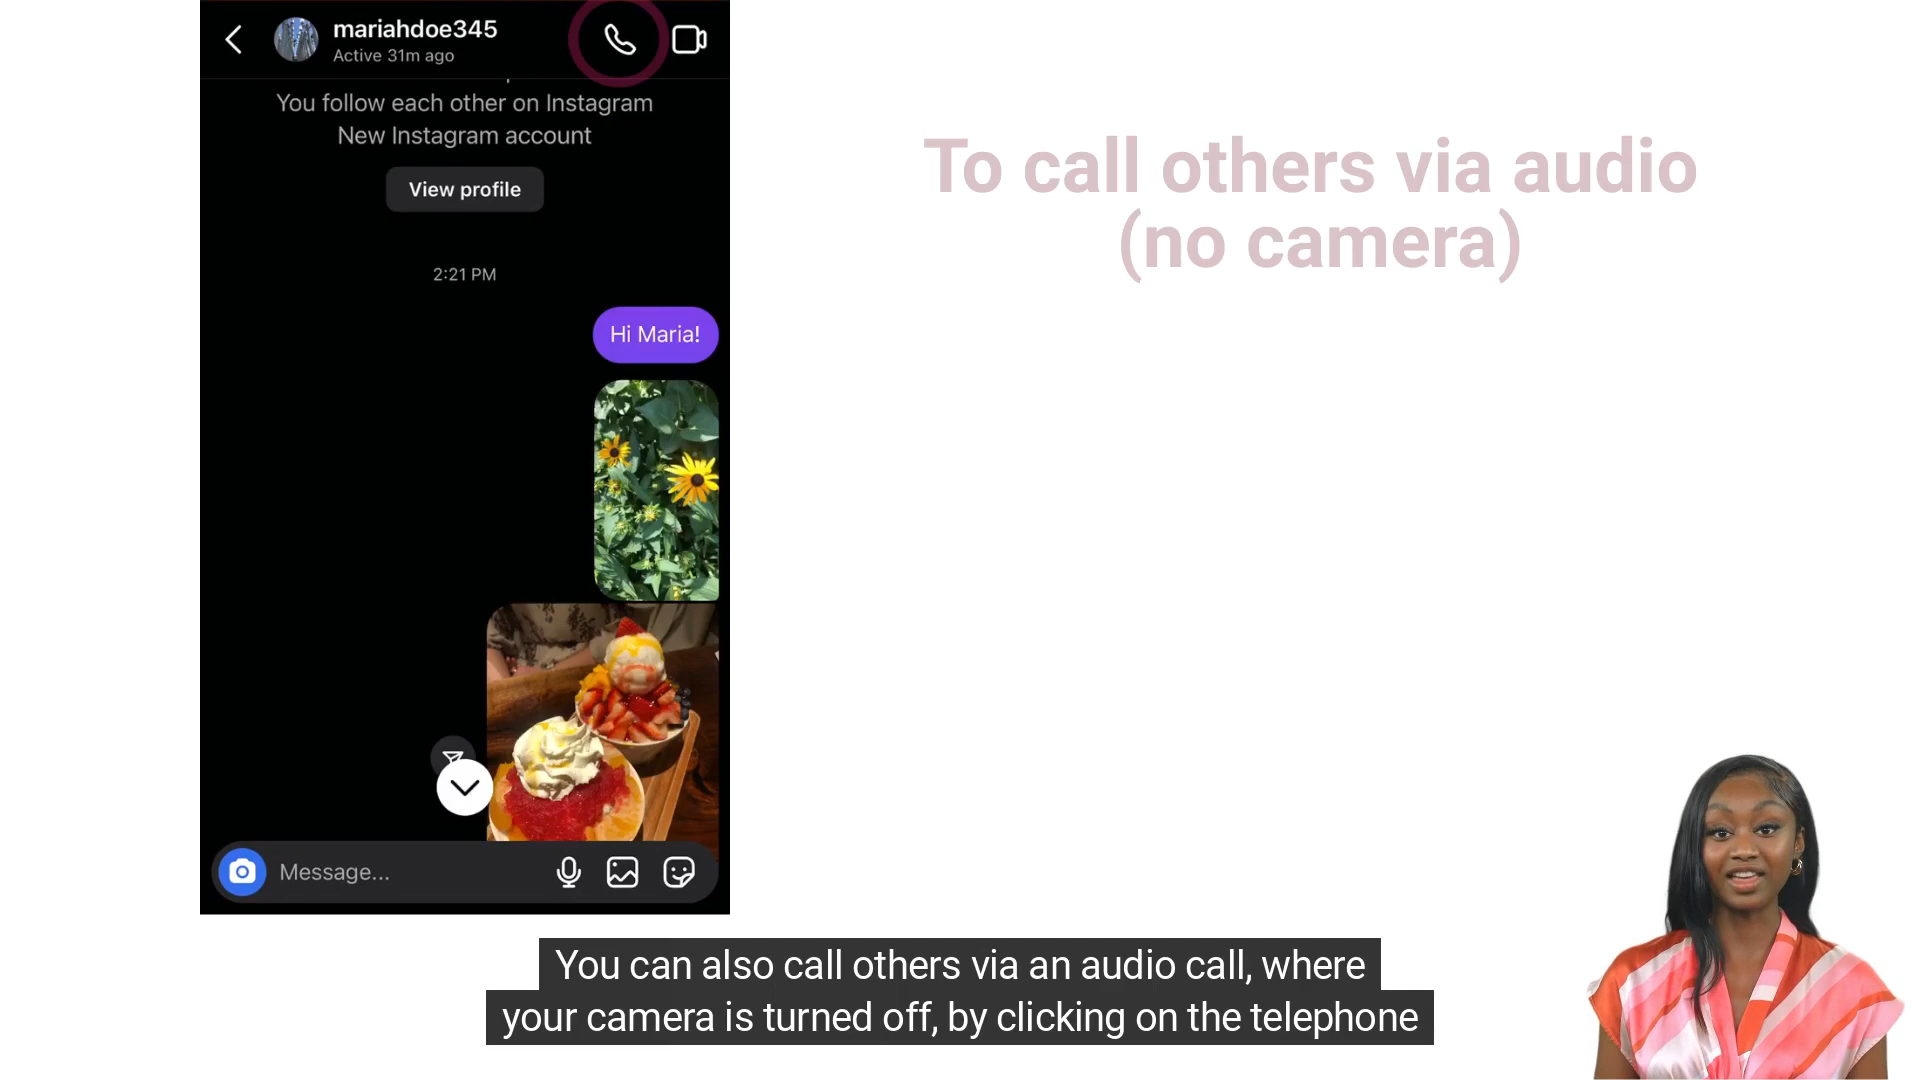 mariahdoe345
Active 31m ago
You follow each other on Instagram
New Instagram account
View profile
2:21 PM
Hi Maria!
Message...
To call others via audio
(no camera)
You can also call others via an audio call, where
your camera is turned off, by clicking on the telephone